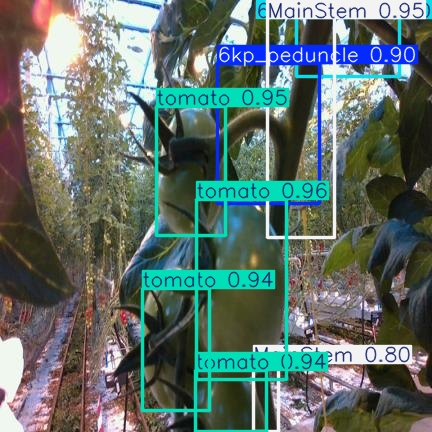 MainStem 0.95
6kp_peduncle 0.90
tomato 0.95
tomato 0.96
tomato 0.94
Stem 0.80
tomato 0.94